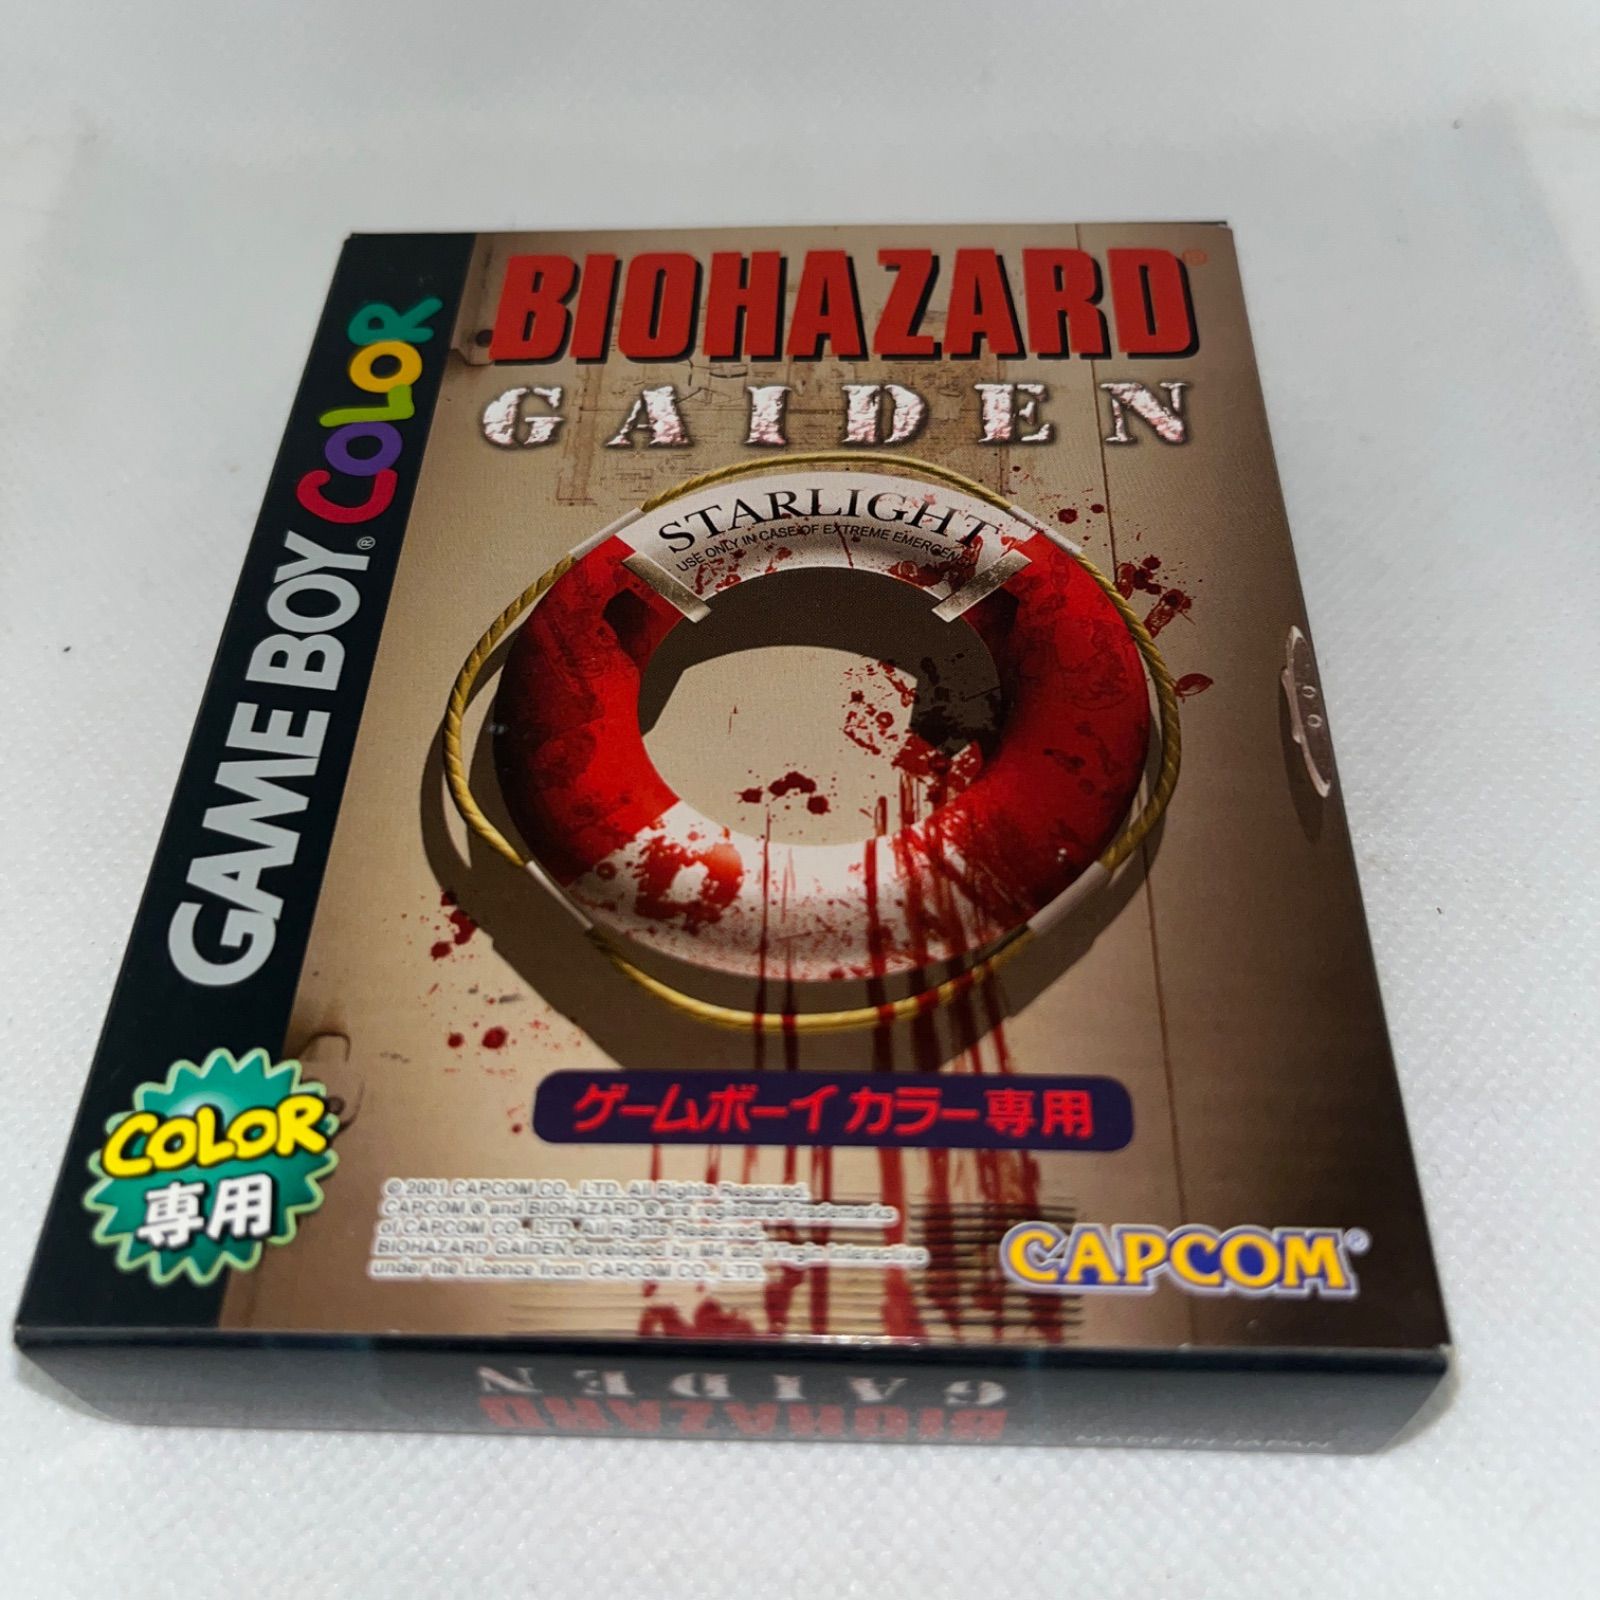 BIOHAZARD®
GAIDEN
GAME BOY® COLOR
STARLIGHT
USE ONLY IN CASE OF EXTREME EMERGENCY
ゲームボーイ カラー専用
COLOR
専用
© 2001 CAPCOM CO., LTD. All Rights Reserved.
CAPCOM ® and BIOHAZARD ® are registered trademarks
of CAPCOM CO., LTD. All Rights Reserved.
BIOHAZARD GAIDEN developed by M4 and Virgin Interactive
under the Licence from CAPCOM CO., LTD.
CAPCOM®
BIOHAZARD
GAIDEN
MADE IN JAPAN